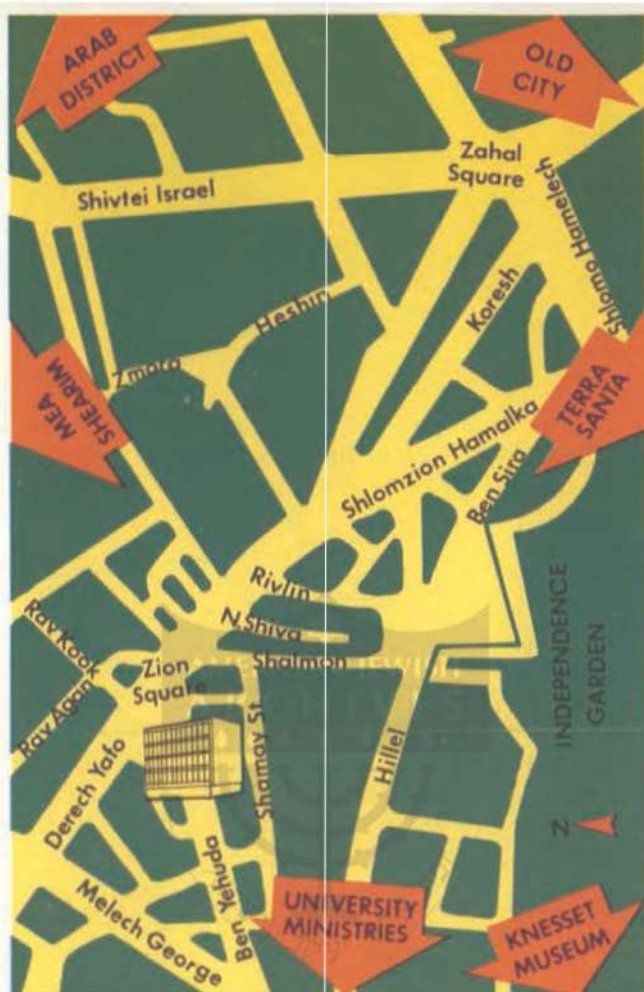 ARAB
DISTRICT
OLD
CITY
Zahal
Square
Shivtei Israel
Shlomo Hamelech
Koresh
Heshin
Zmora
MEA
SHEARIM
TERRA
SANTA
Shlomzion Hamalka
Ben Sira
Rivlin
N.Shiva
Shalmon
Rav Kook
Zion
Square
Rav Agan
INDEPENDENCE
GARDEN
Shamay St
Hillel
Derech Yafo
N
Ben Yehuda
Melech George
UNIVERSITY
MINISTRIES
KNESSET
MUSEUM